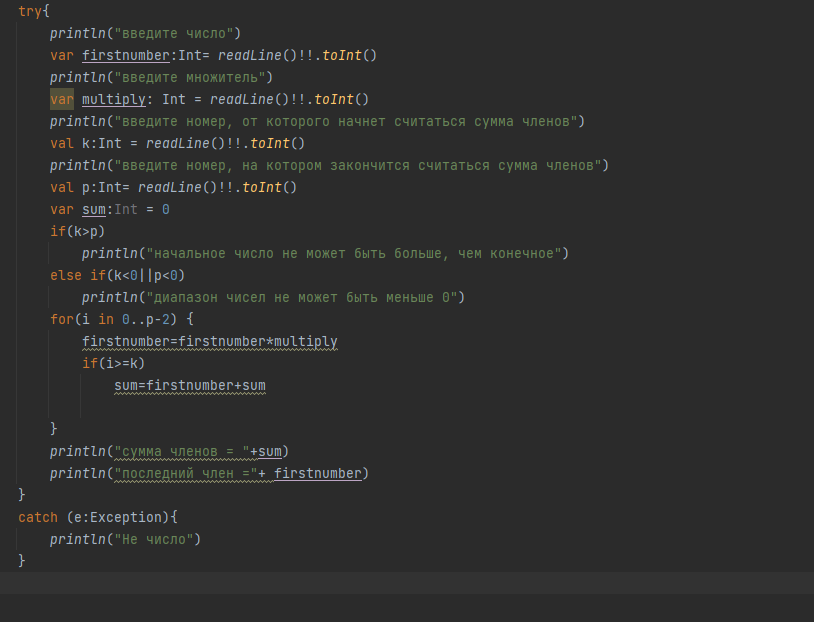 try{
println("введите число")
var firstnumber:Int= readLine()!!.toInt()
println("введите множитель")
var multiply: Int = readLine()!!.toInt()
println("введите номер, от которого начнет считаться сумма членов")
val k:Int = readLine()!!.toInt()
println("введите номер, на котором закончится считаться сумма членов")
val p:Int= readLine()!!.toInt()
var sum:Int = 0
if(k>p)
println("начальное число не может быть больше, чем конечное")
else if(k<0||p<0)
println("диапазон чисел не может быть меньше 0")
for(i in 0..p-2) {
firstnumber=firstnumber*multiply
if(i>=k)
sum=firstnumber+sum
}
println("сумма членов = "+sum)
println("последний член ="+ firstnumber)
}
catch (e:Exception){
println("Не число")
}